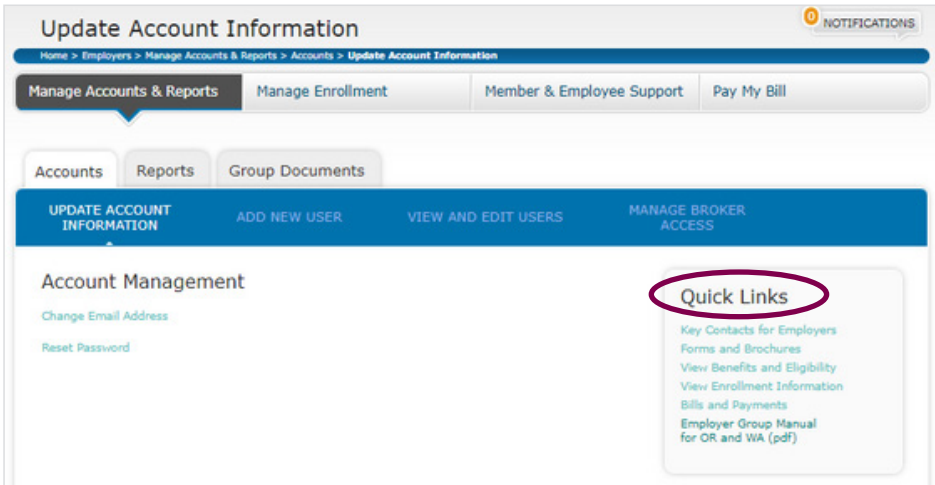 Update Account Information
0 NOTIFICATIONS
Home > Employers > Manage Accounts & Reports > Accounts > Update Account Information
Manage Accounts & Reports
Manage Enrollment
Member & Employee Support
Pay My Bill
Accounts
Reports
Group Documents
UPDATE ACCOUNT
INFORMATION
ADD NEW USER
VIEW AND EDIT USERS
MANAGE BROKER
ACCESS
Account Management
Change Email Address
Reset Password
Quick Links
Key Contacts for Employers
Forms and Brochures
View Benefits and Eligibility
View Enrollment Information
Bills and Payments
Employer Group Manual
for OR and WA (pdf)